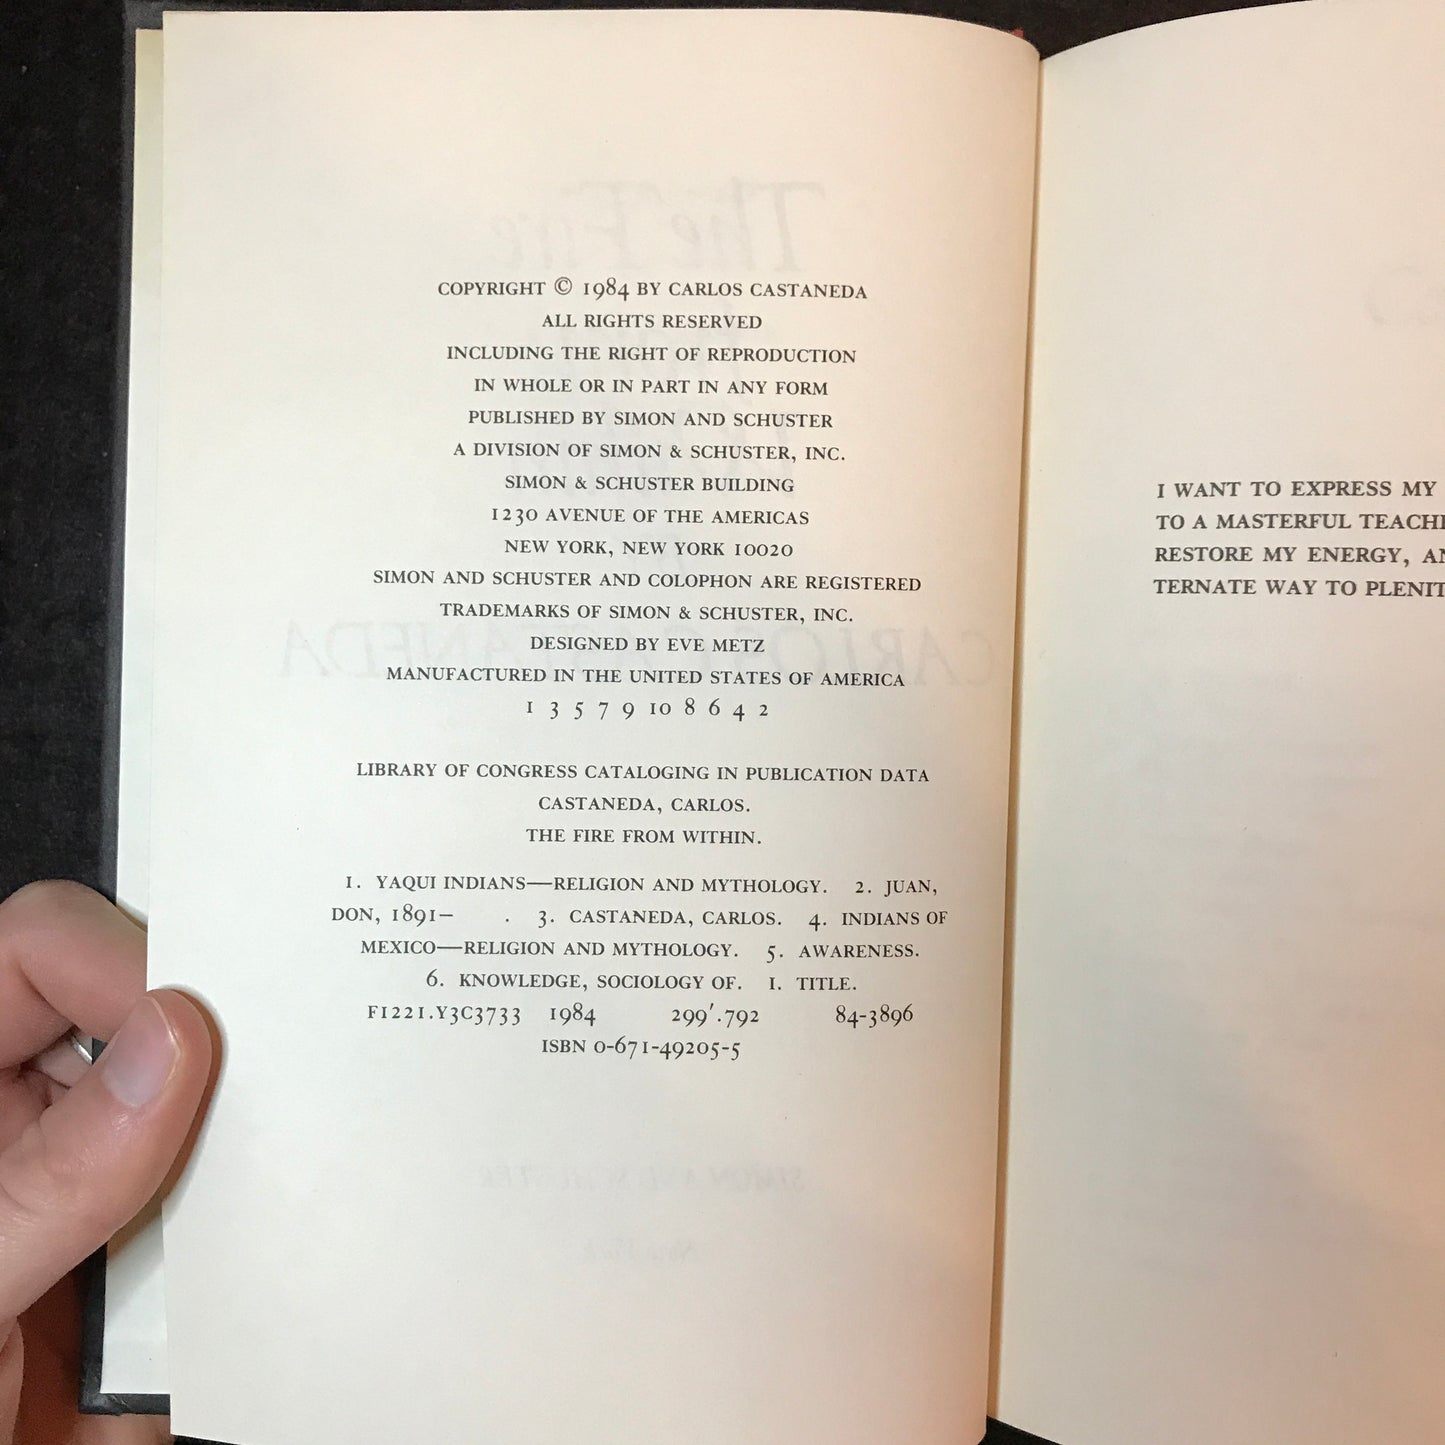 COPYRIGHT © 1984 BY CARLOS CASTANEDA
ALL RIGHTS RESERVED
INCLUDING THE RIGHT OF REPRODUCTION
IN WHOLE OR IN PART IN ANY FORM
PUBLISHED BY SIMON AND SCHUSTER
A DIVISION OF SIMON & SCHUSTER, INC.
SIMON & SCHUSTER BUILDING
1230 AVENUE OF THE AMERICAS
NEW YORK, NEW YORK 10020
SIMON AND SCHUSTER AND COLOPHON ARE REGISTERED
TRADEMARKS OF SIMON & SCHUSTER, INC.
DESIGNED BY EVE METZ
MANUFACTURED IN THE UNITED STATES OF AMERICA
1 3 5 7 9 10 8 6 4 2
LIBRARY OF CONGRESS CATALOGING IN PUBLICATION DATA
CASTANEDA, CARLOS.
THE FIRE FROM WITHIN.
1. YAQUI INDIANS—RELIGION AND MYTHOLOGY. 2. JUAN,
DON, 1891– . 3. CASTANEDA, CARLOS. 4. INDIANS OF
MEXICO—RELIGION AND MYTHOLOGY. 5. AWARENESS.
6. KNOWLEDGE, SOCIOLOGY OF. I. TITLE.
F1221.Y3C3733 1984 299'.792 84-3896
ISBN 0-671-49205-5
I WANT TO EXPRESS MY
TO A MASTERFUL
RESTORE MY ENERGY,
TERNATE WAY TO